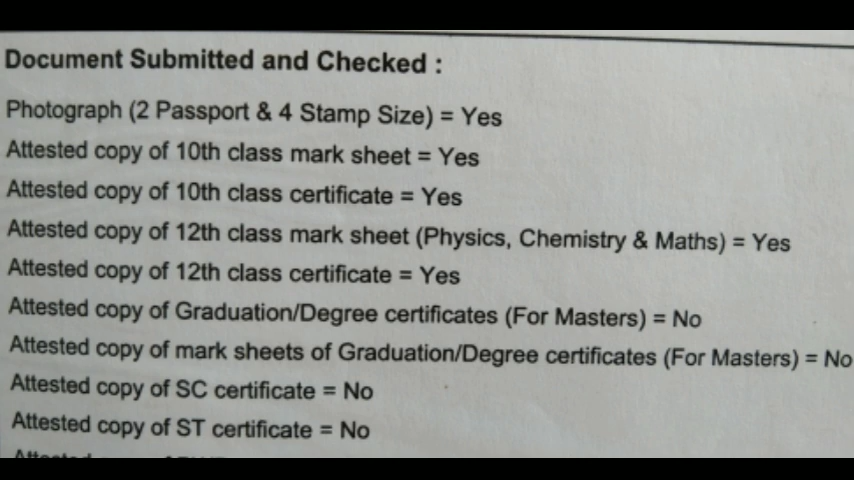 Document Submitted and Checked :
Photograph (2 Passport & 4 Stamp Size) = Yes
Attested copy of 10th class mark sheet = Yes
Attested copy of 10th class certificate = Yes
Attested copy of 12th class mark sheet (Physics, Chemistry & Maths) = Yes
Attested copy of 12th class certificate = Yes
Attested copy of Graduation/Degree certificates (For Masters) = No
Attested copy of mark sheets of Graduation/Degree certificates (For Masters) = No
Attested copy of SC certificate = No
Attested copy of ST certificate = No